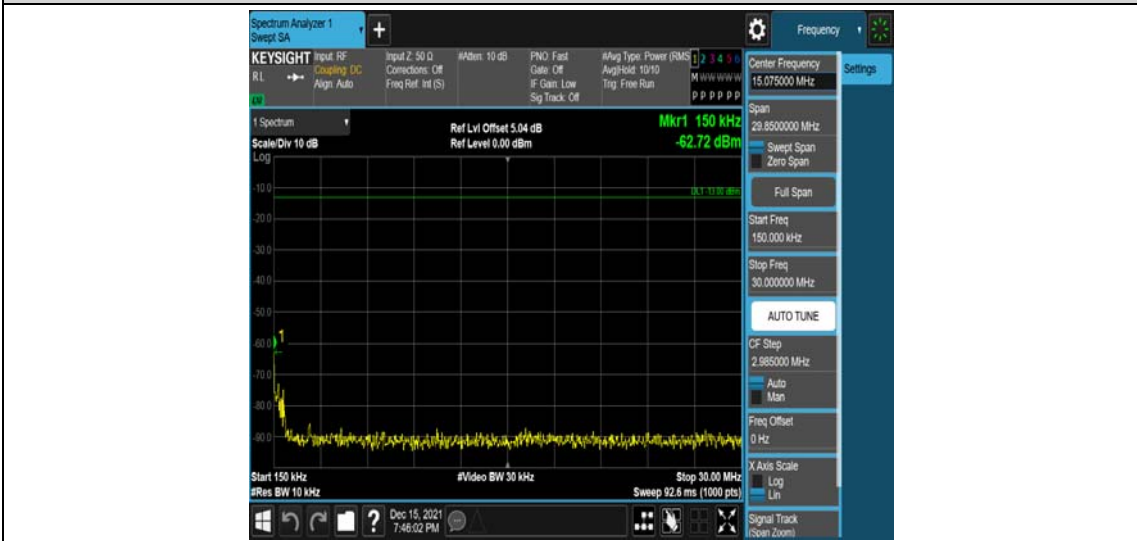 Spectrum Analyzer 1
Swept SA
+
Frequency
KEYSIGHT
RL
Input: RF
Coupling: DC
Align: Auto
Input Z: 50 Ω
Corrections: Off
Freq Ref: Int (S)
#Atten: 10 dB
PNO: Fast
Gate: Off
IF Gain: Low
Sig Track: Off
#Avg Type: Power (RMS
Avg|Hold: 10/10
Trig: Free Run
1 2 3 4 5 6
M W W W W W
P P P P P P
1 Spectrum
Scale/Div 10 dB
Log
Ref Lvl Offset 5.04 dB
Ref Level 0.00 dBm
Mkr1 150 kHz
-62.72 dBm
DL1 -13.00 dBm
-10.0
-20.0
-30.0
-40.0
-50.0
1
-60.0
-70.0
-80.0
-90.0
Start 150 kHz
#Res BW 10 kHz
#Video BW 30 kHz
Stop 30.00 MHz
Sweep 92.6 ms (1000 pts)
?
Dec 15, 2021
7:46:02 PM
Center Frequency
15.075000 MHz
Settings
Span
29.8500000 MHz
Swept Span
Zero Span
Full Span
Start Freq
150.000 kHz
Stop Freq
30.000000 MHz
AUTO TUNE
CF Step
2.985000 MHz
Auto
Man
Freq Offset
0 Hz
X Axis Scale
Log
Lin
Signal Track
(Span Zoom)